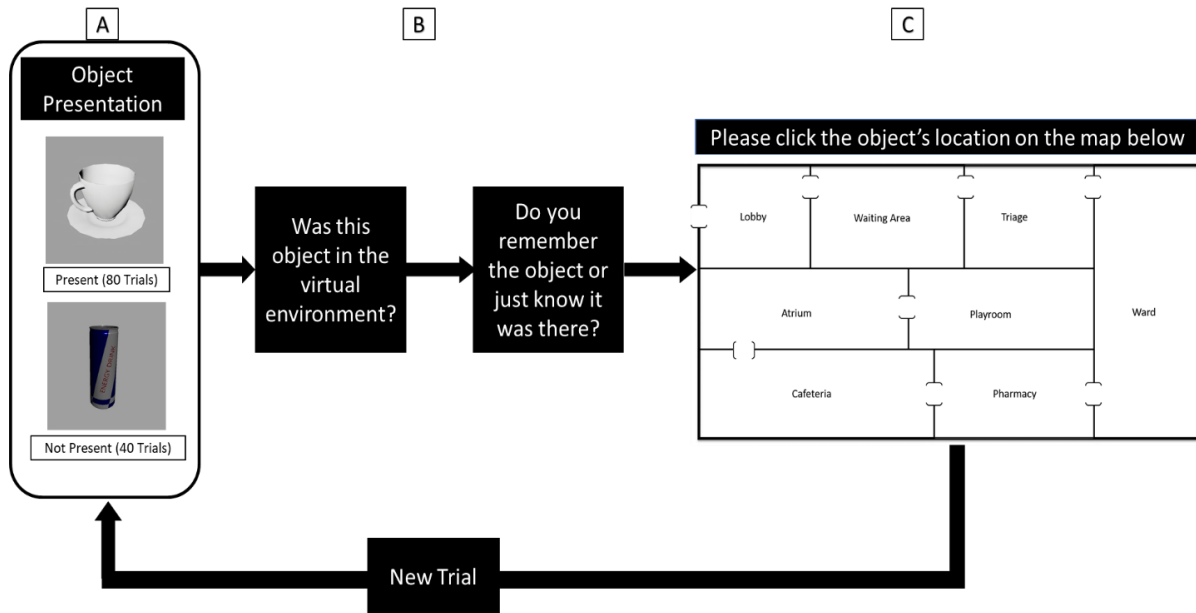 A
B
C
Object
Presentation
Present (80 Trials)
ENERGY DRINK
Not Present (40 Trials)
Was this
object in the
virtual
environment?
Do you
remember
the object or
just know it
was there?
Please click the object's location on the map below
Lobby
Waiting Area
Triage
Atrium
Playroom
Ward
Cafeteria
Pharmacy
New Trial